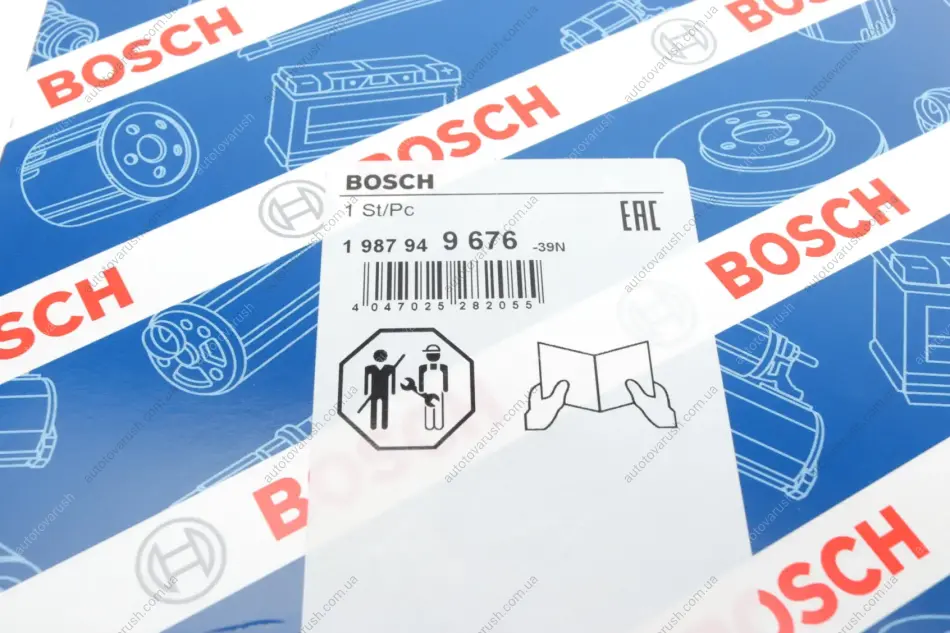 BOSCH
BOSCH
BOSCH
BOSCH
1 St/Pc
EAC
1 987 94 9 676 -39N
BOSCH
OSCH
4 047025 282055
B
BOSCH
autotovarush.com.ua